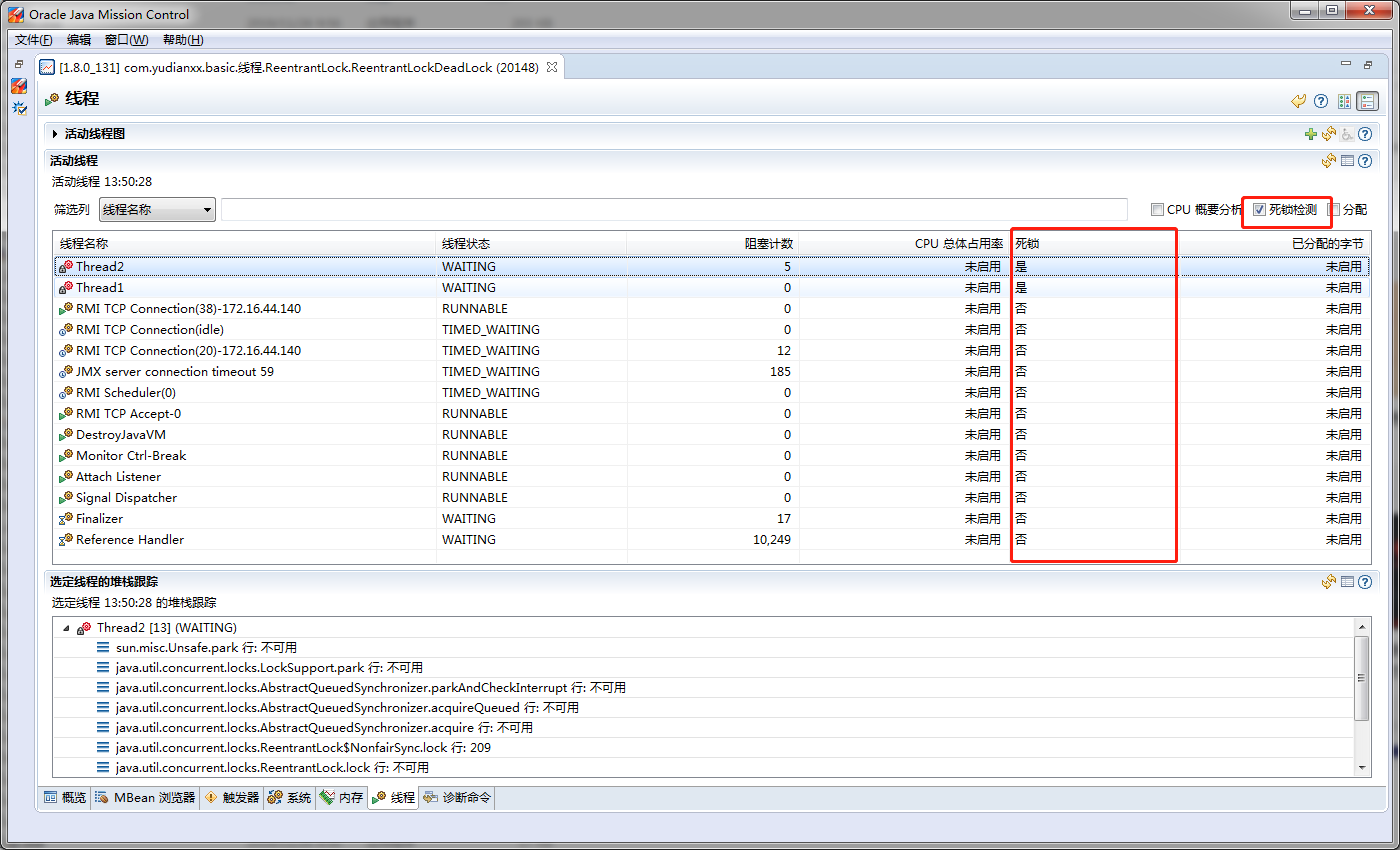 Oracle Java Mission Control
文件(F) 编辑 窗口(W) 帮助(H)
[1.8.0_131] com.yudianxx.basic.线程.ReentrantLock.ReentrantLockDeadLock (20148)
线程
活动线程图
活动线程
活动线程 13:50:28
筛选列 线程名称 CPU 概要分析 死锁检测 分配
线程名称 线程状态 阻塞计数 CPU 总体占用率 死锁 已分配的字节
Thread2 WAITING 5 未启用 是 未启用
Thread1 WAITING 0 未启用 是 未启用
RMI TCP Connection(38)-172.16.44.140 RUNNABLE 0 未启用 否 未启用
RMI TCP Connection(idle) TIMED_WAITING 0 未启用 否 未启用
RMI TCP Connection(20)-172.16.44.140 TIMED_WAITING 12 未启用 否 未启用
JMX server connection timeout 59 TIMED_WAITING 185 未启用 否 未启用
RMI Scheduler(0) TIMED_WAITING 0 未启用 否 未启用
RMI TCP Accept-0 RUNNABLE 0 未启用 否 未启用
DestroyJavaVM RUNNABLE 0 未启用 否 未启用
Monitor Ctrl-Break RUNNABLE 0 未启用 否 未启用
Attach Listener RUNNABLE 0 未启用 否 未启用
Signal Dispatcher RUNNABLE 0 未启用 否 未启用
Finalizer WAITING 17 未启用 否 未启用
Reference Handler WAITING 10,249 未启用 否 未启用
选定线程的堆栈跟踪
选定线程 13:50:28 的堆栈跟踪
Thread2 [13] (WAITING)
sun.misc.Unsafe.park 行: 不可用
java.util.concurrent.locks.LockSupport.park 行: 不可用
java.util.concurrent.locks.AbstractQueuedSynchronizer.parkAndCheckInterrupt 行: 不可用
java.util.concurrent.locks.AbstractQueuedSynchronizer.acquireQueued 行: 不可用
java.util.concurrent.locks.AbstractQueuedSynchronizer.acquire 行: 不可用
java.util.concurrent.locks.ReentrantLock$NonfairSync.lock 行: 209
java.util.concurrent.locks.ReentrantLock.lock 行: 不可用
概览 MBean 浏览器 触发器 系统 内存 线程 诊断命令